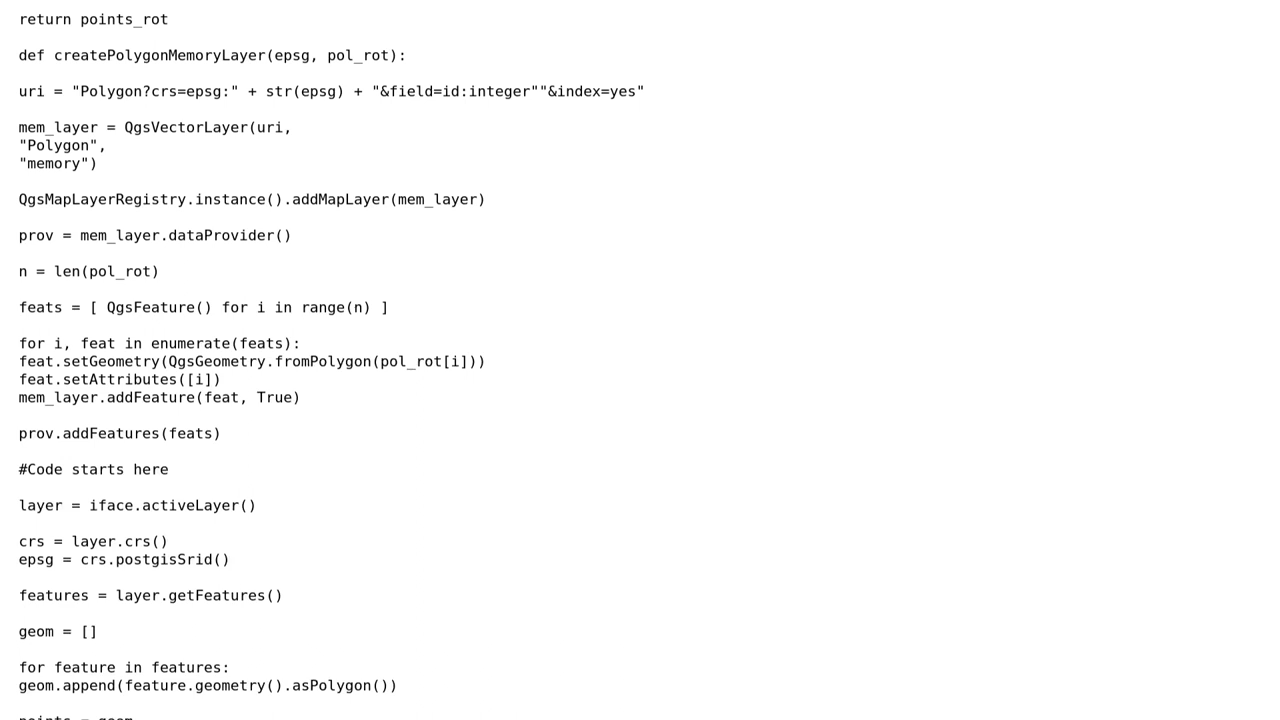 return points_rot
def createPolygonMemoryLayer(epsg, pol_rot):
uri = "Polygon?crs=epsg:" + str(epsg) + "&field=id:integer""&index=yes"
mem_layer = QgsVectorLayer(uri,
"Polygon",
"memory")
QgsMapLayerRegistry.instance().addMapLayer(mem_layer)
prov = mem_layer.dataProvider()
n = len(pol_rot)
feats = [ QgsFeature() for i in range(n) ]
for i, feat in enumerate(feats):
feat.setGeometry(QgsGeometry.fromPolygon(pol_rot[i]))
feat.setAttributes([i])
mem_layer.addFeature(feat, True)
prov.addFeatures(feats)
#Code starts here
layer = iface.activeLayer()
crs = layer.crs()
epsg = crs.postgisSrid()
features = layer.getFeatures()
geom = []
for feature in features:
geom.append(feature.geometry().asPolygon())
points = geom